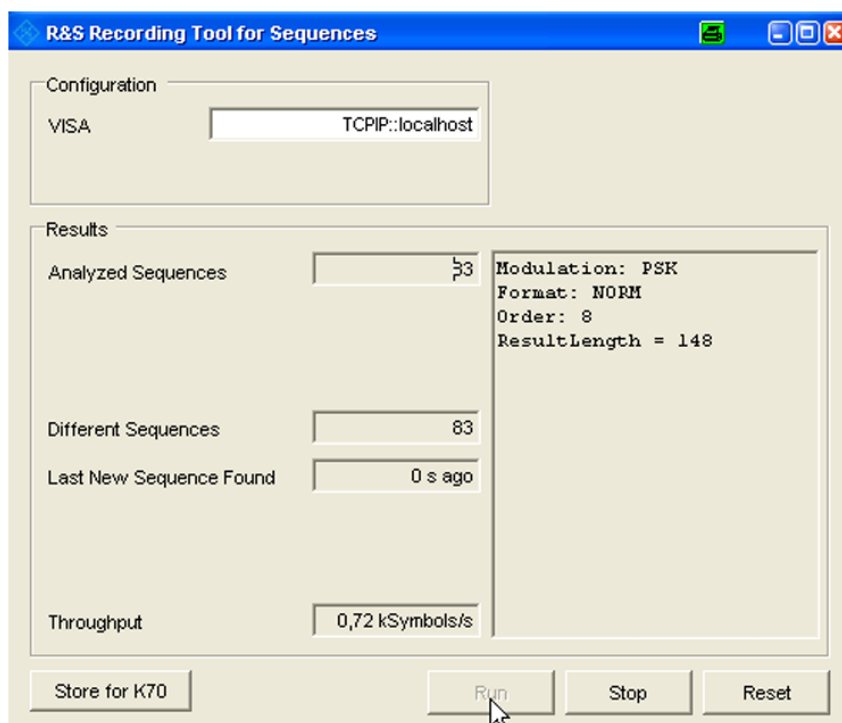 R&S Recording Tool for Sequences
Configuration
VISA
TCPIP::localhost
Results
Analyzed Sequences
Different Sequences
83
Last New Sequence Found
0 s ago
Throughput
0,72 kSymbols/s
Modulation: PSK
Format: NORM
Order: 8
ResultLength = 148
Store for K70
Run
Stop
Reset